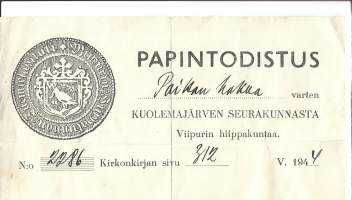 PAPINTODISTUS
Paikan hakua varten
KUOLEMAJÄRVEN SEURAKUNNASTA
Viipurin hiippakuntaa.
N:o 2286 Kirkonkirjan sivu 312 V. 1944